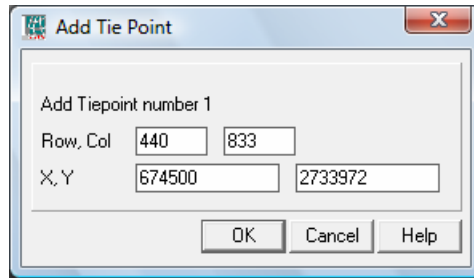 Add Tie Point
Add Tiepoint number 1
Row, Col 440 833
X, Y 674500 2733972
OK Cancel Help